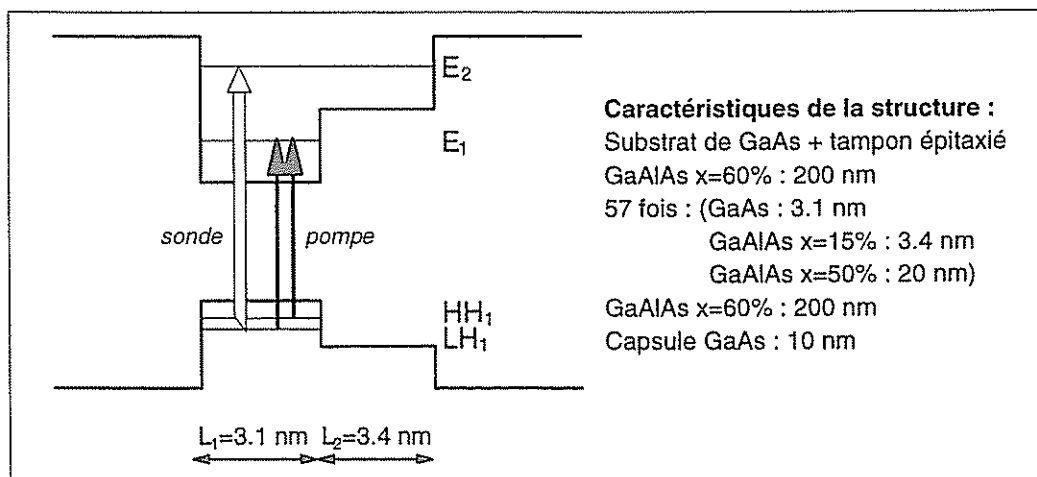 E₂
E₁
sonde
pompe
HH₁
LH₁
L₁=3.1 nm
L₂=3.4 nm
Caractéristiques de la structure :
Substrat de GaAs + tampon épitaxié
GaAlAs x=60% : 200 nm
57 fois : (GaAs : 3.1 nm
GaAlAs x=15% : 3.4 nm
GaAlAs x=50% : 20 nm)
GaAlAs x=60% : 200 nm
Capsule GaAs : 10 nm